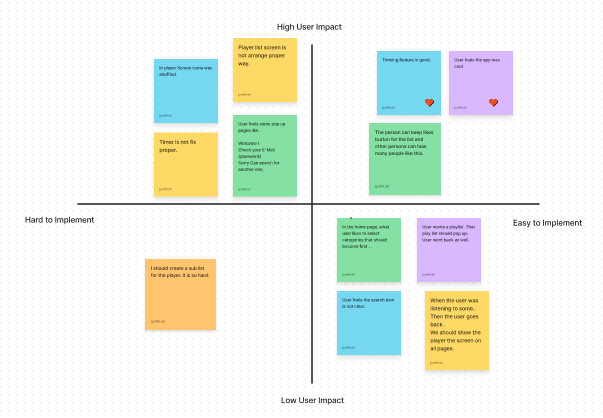 High User Impact
In player Screen icons was
shuffled.
Player list screen is
not arrange proper
way.
Timer is not fix
proper.
User feels some pop up
pages like..
Welcome !
Check your E-Mail
(password)
Sorry Can search for
another one.
Timeing feature is good.
User feels the app was
cool.
The person can keep likes
button for the list and
other persons can how
many people like this.
Hard to Implement
Easy to Implement
I should create a sub list
for the player. It is so hard.
In the home page, what
user likes to select
categories that should
become first...
User wants a playlist. That
play list should pop up.
User went back as well.
User feels the search icon
is not clear.
When the user was
listening to some..
Then the user goes
back .
We should show the
player the screen on
all pages.
Low User Impact